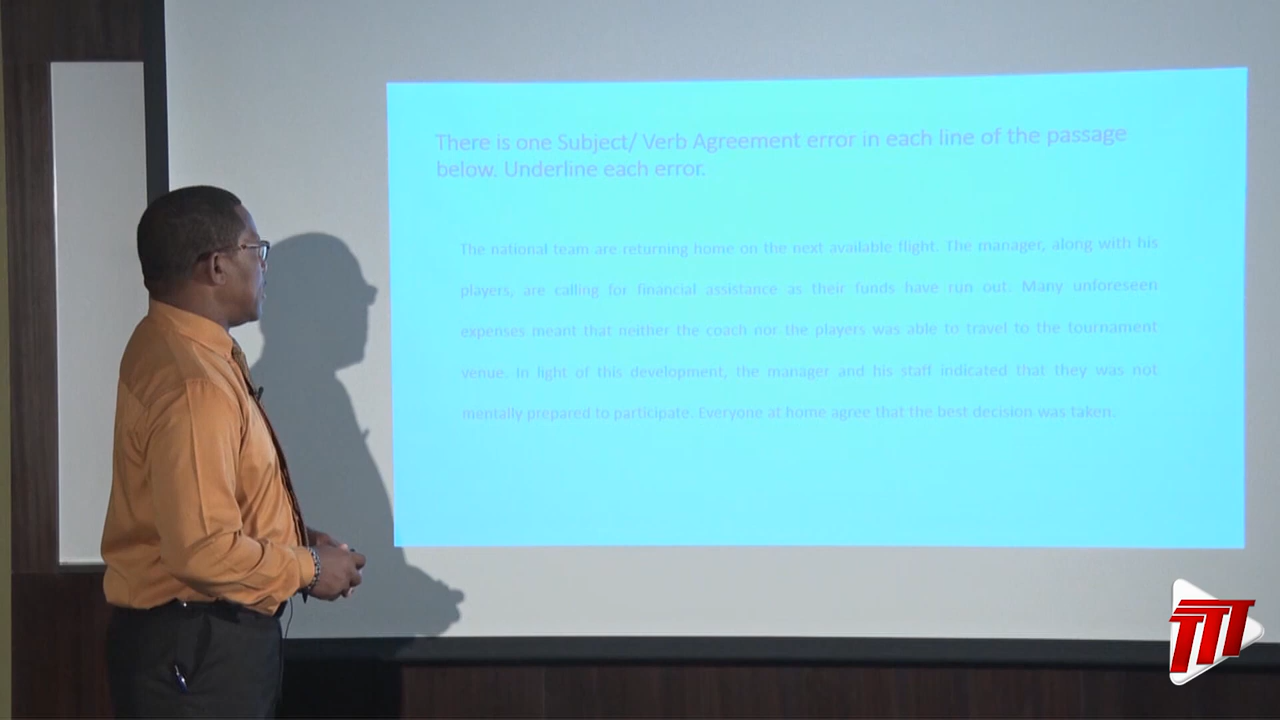 There is one Subject/ Verb Agreement error in each line of the passage
below. Underline each error.
The national team are returning home on the next available flight. The manager, along with his
players, are calling for financial assistance as their funds have run out. Many unforeseen
expenses meant that neither the coach nor the players was able to travel to the tournament
venue. In light of this development, the manager and his staff indicated that they was not
mentally prepared to participate. Everyone at home agree that the best decision was taken.
TTT